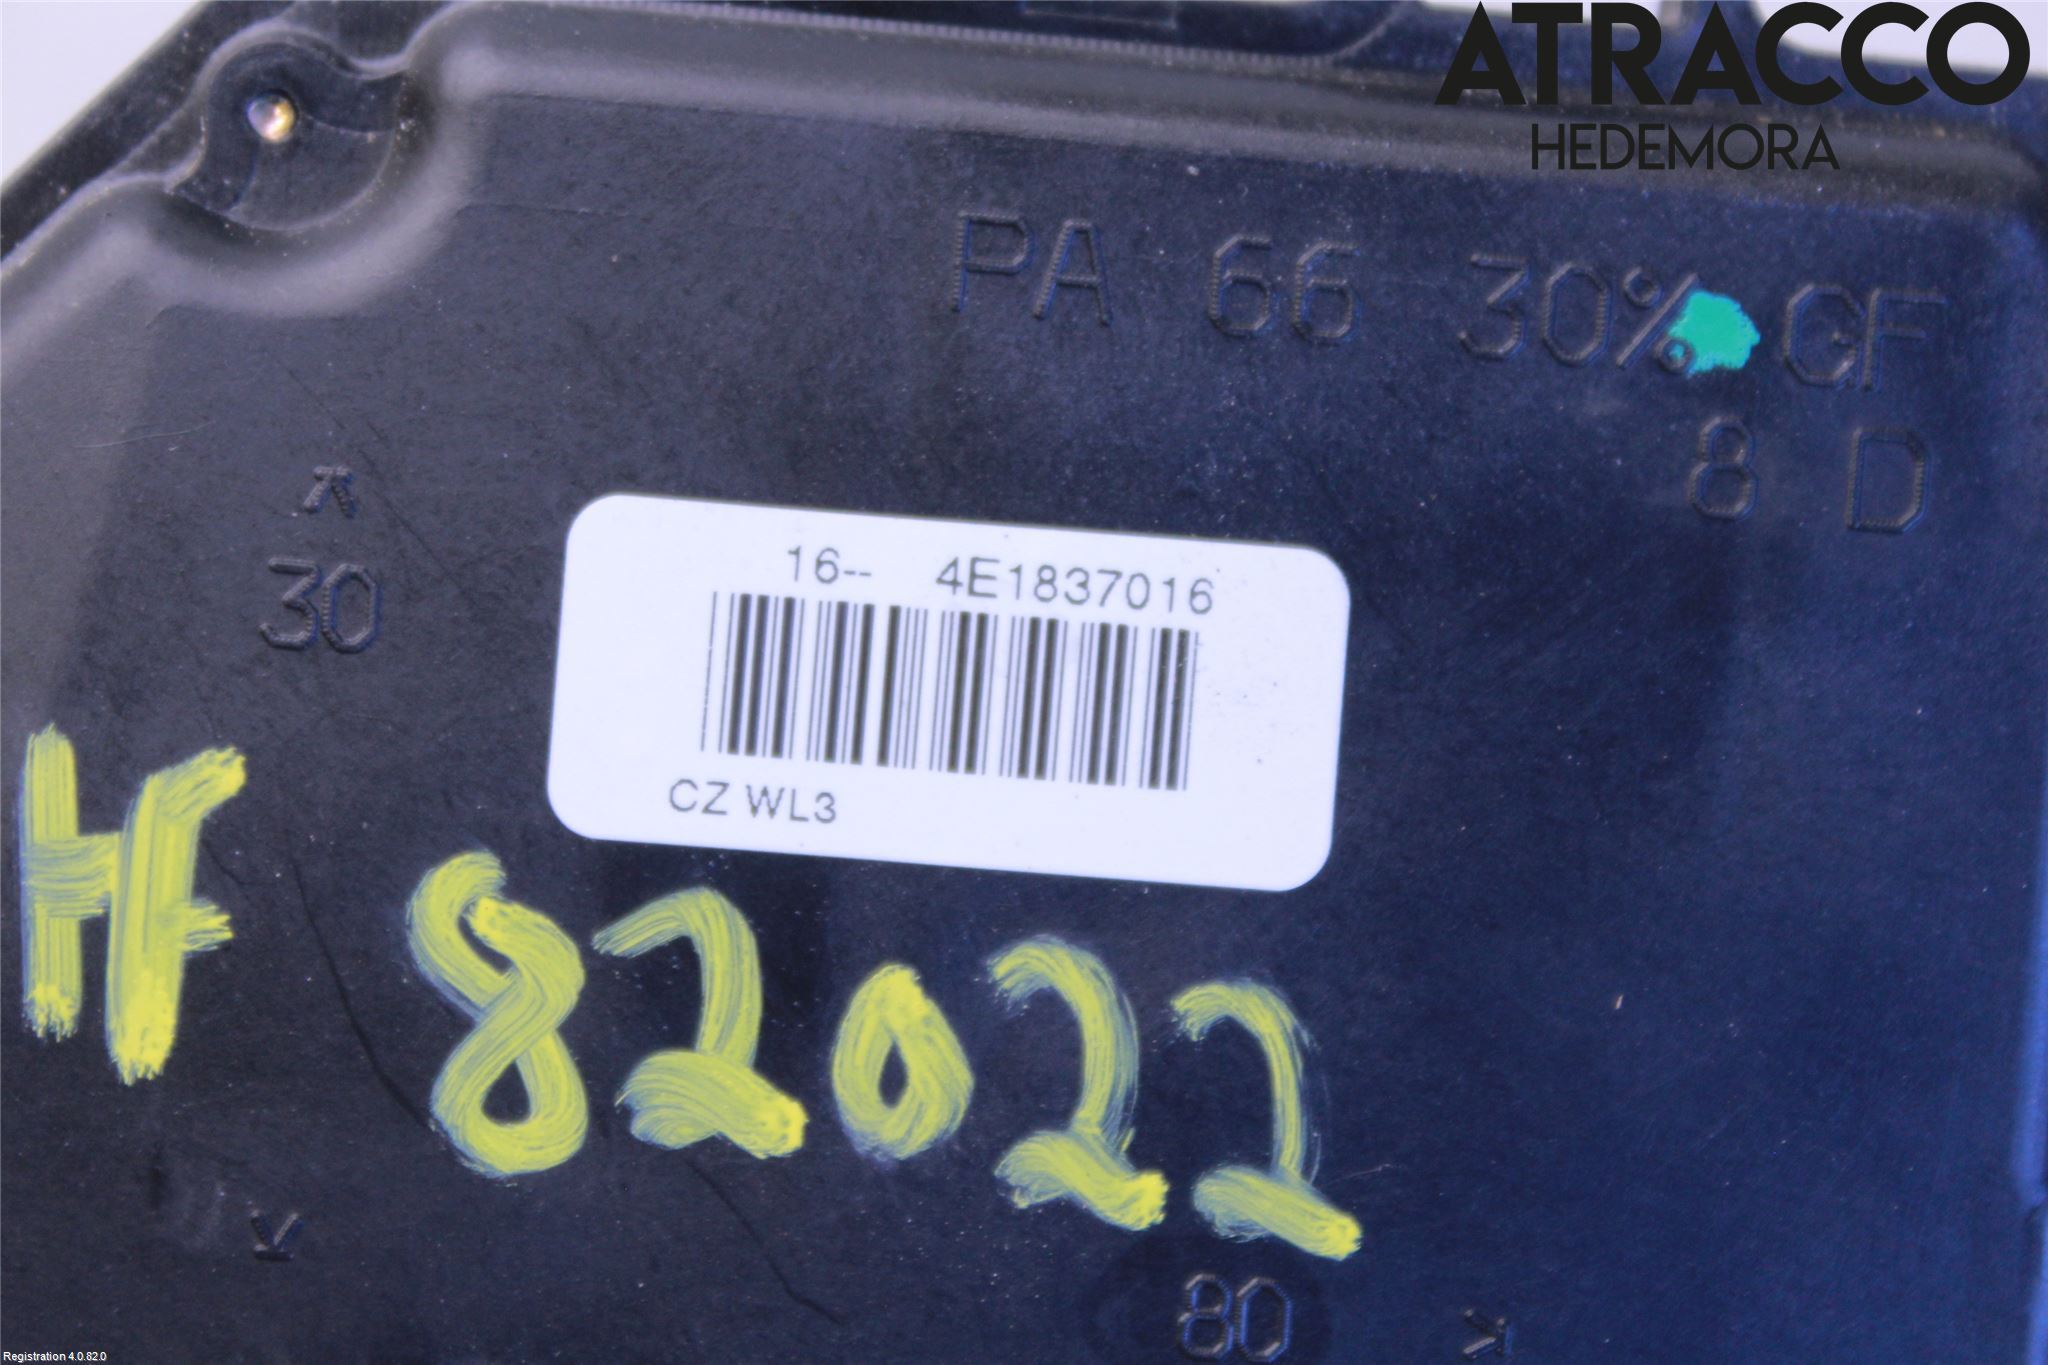 ATRACCO
HEDEMORA
PA 66 30% GF
8 D
30
16-- 4E1837016
CZ WL3
HF 82022
80
Registration 4.0.82.0